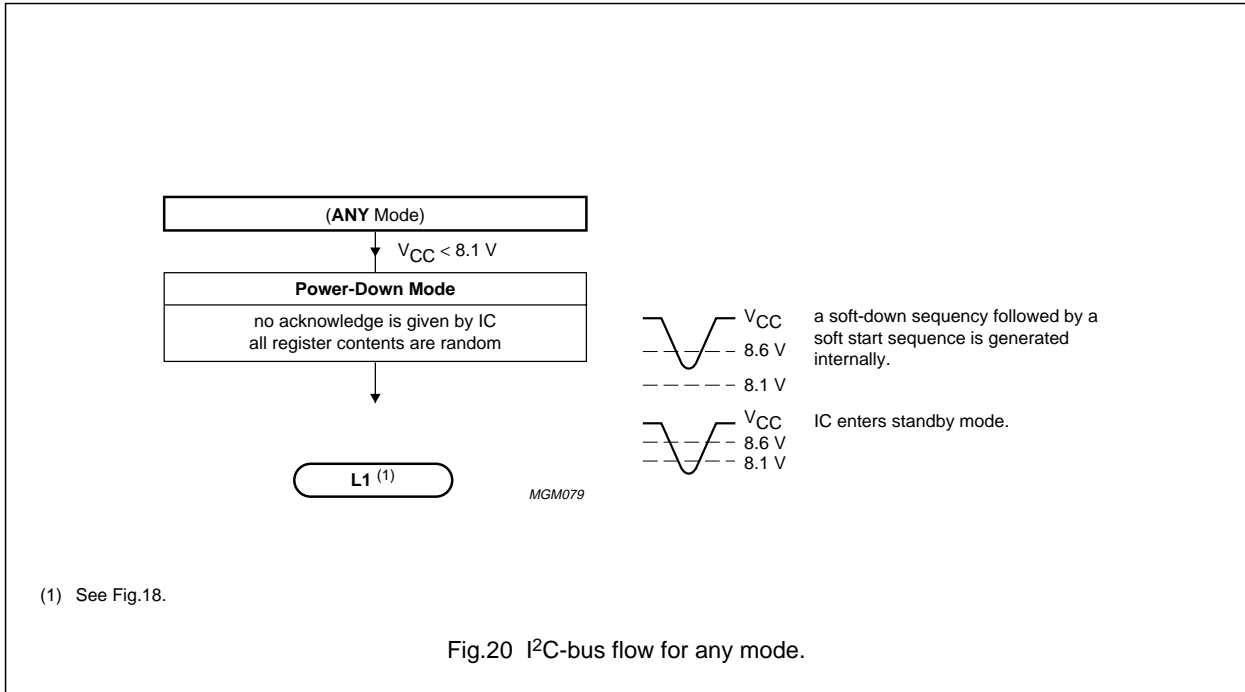 (ANY Mode)
V_CC < 8.1 V
Power-Down Mode
no acknowledge is given by IC
all register contents are random
L1 (1)
MGM079
V_CC
8.6 V
8.1 V
a soft-down sequency followed by a
soft start sequence is generated
internally.
V_CC
8.6 V
8.1 V
IC enters standby mode.
(1) See Fig.18.
Fig.20 I²C-bus flow for any mode.